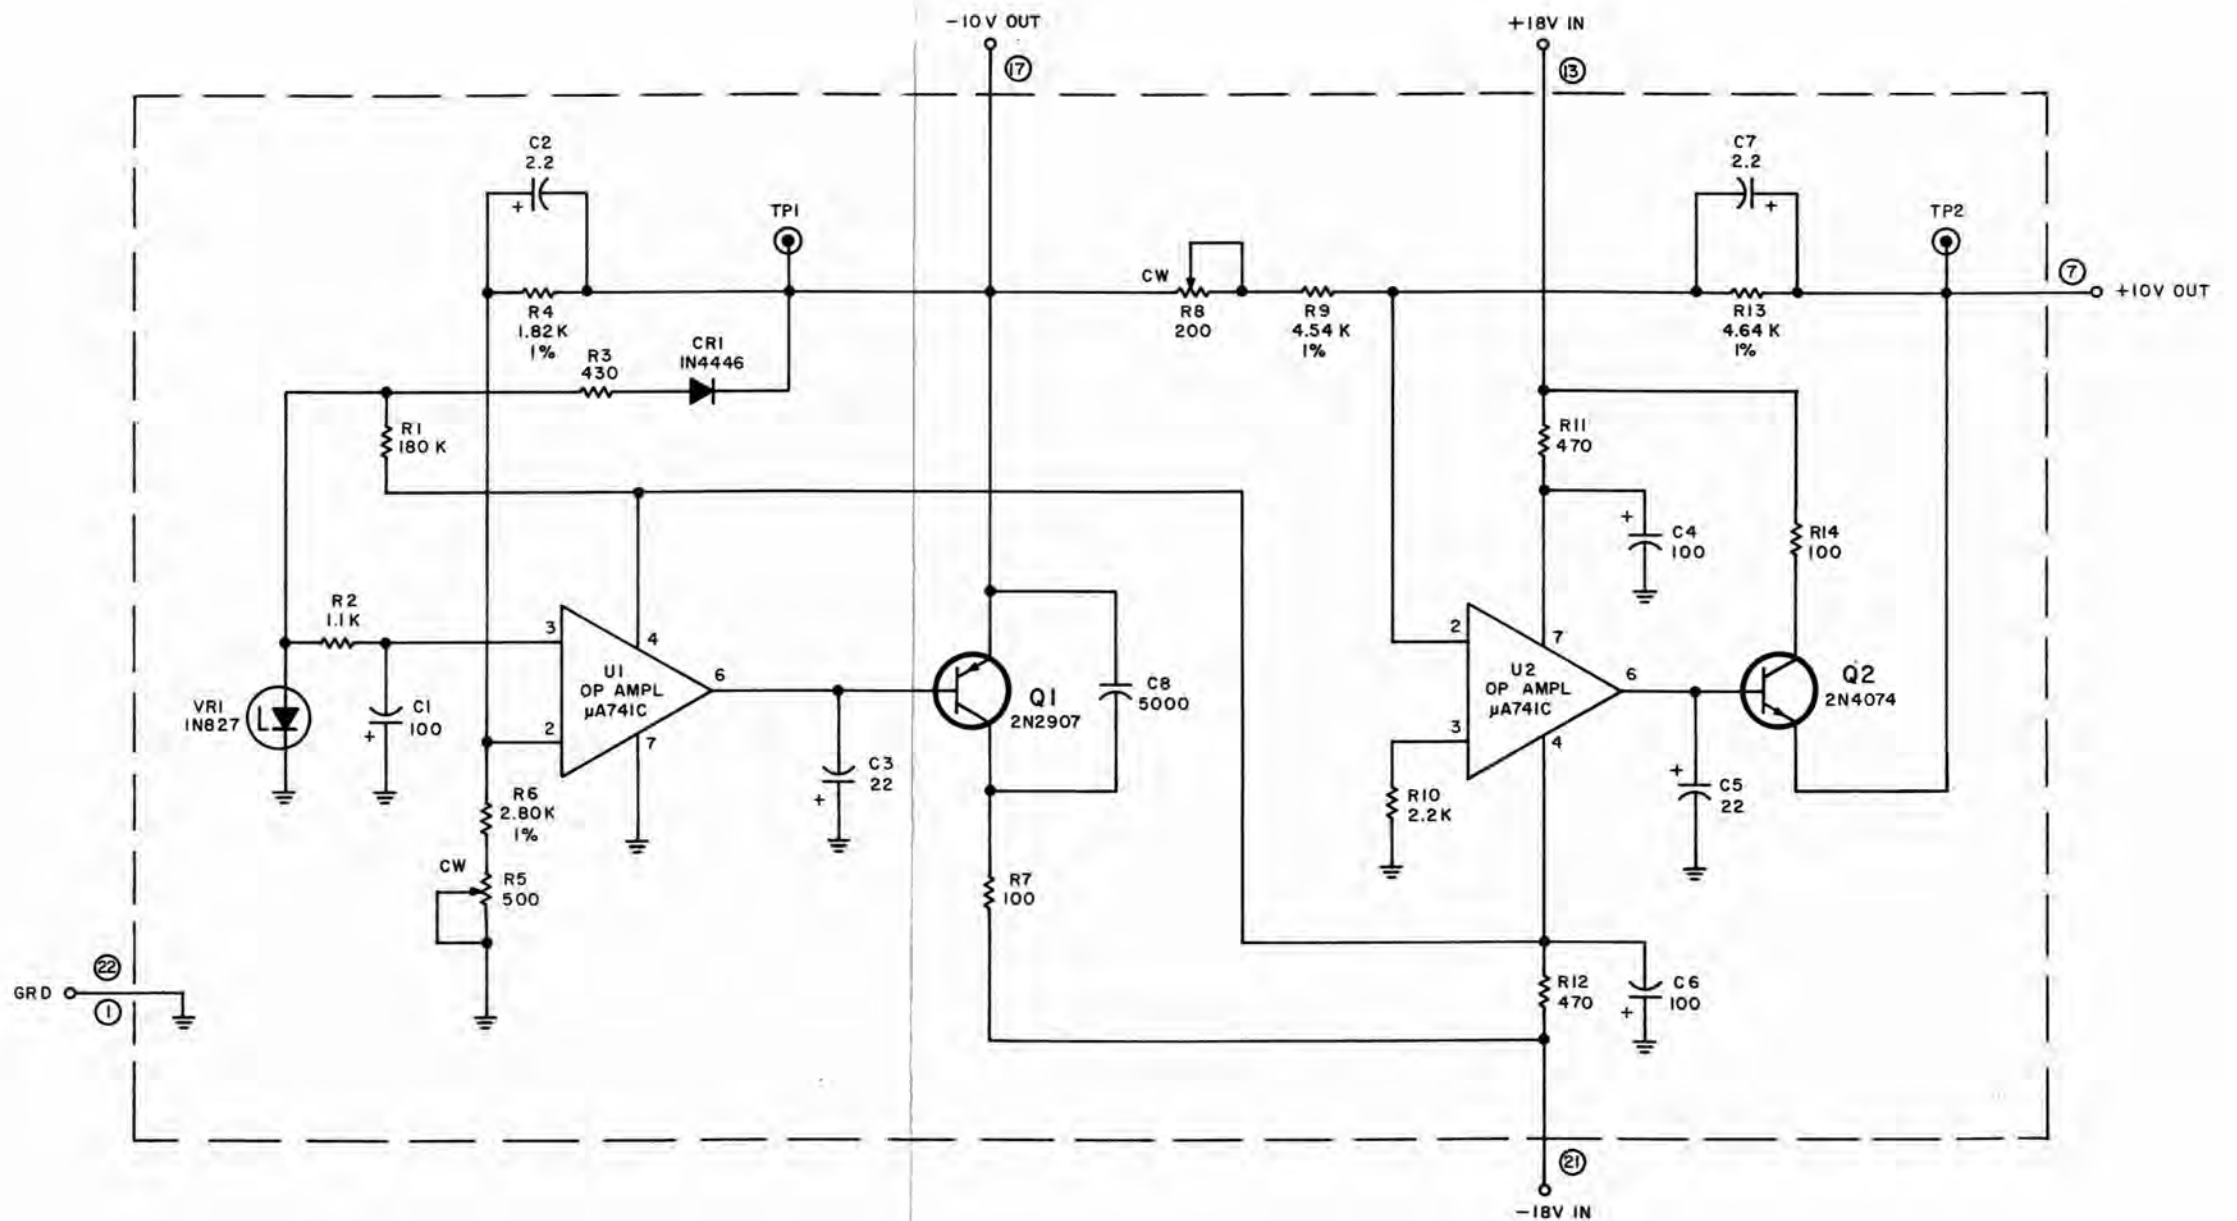 -10V OUT
17
+18V IN
13
C2
2.2
+
TP1
C7
2.2
+
TP2
7
+10V OUT
CW
R8
200
R9
4.54K
1%
R13
4.64K
1%
R4
1.82K
1%
R3
430
CR1
1N4446
R1
180K
R11
470
+
C4
100
R14
100
R2
1.1K
3
4
U1
OP AMPL
µA741C
6
2
7
VR1
1N827
L
C1
100
+
Q1
2N2907
C8
5000
2
7
U2
OP AMPL
µA741C
6
3
4
Q2
2N4074
C3
22
+
R6
2.80K
1%
R10
2.2K
+
C5
22
CW
R5
500
R7
100
22
GRD
1
R12
470
C6
100
+
21
-18V IN